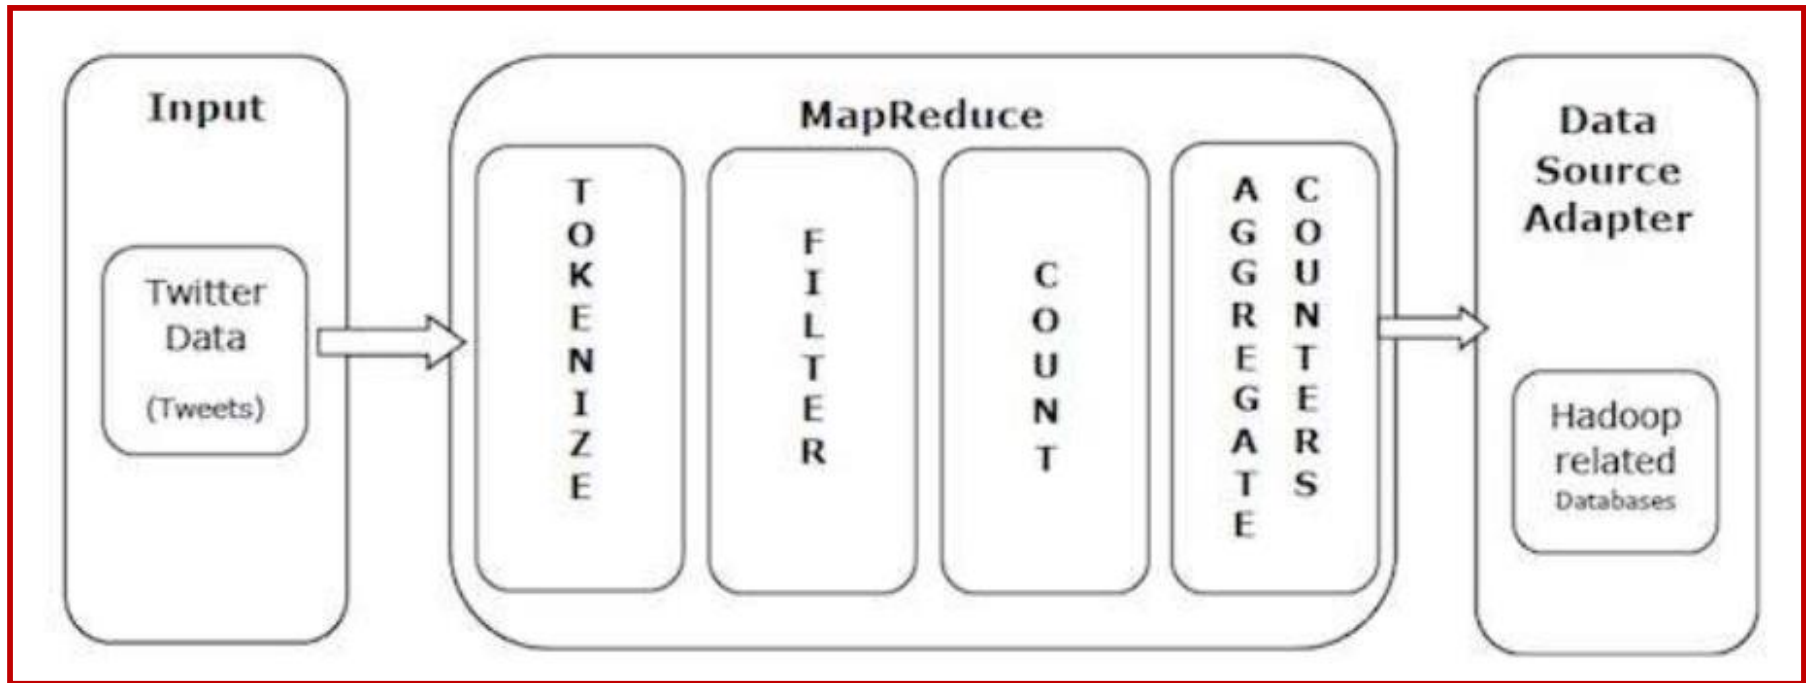 Input
Twitter
Data
(Tweets)
MapReduce
TOKENIZE
FILTER
COUNT
AGGREGATE
COUNTERS
Data
Source
Adapter
Hadoop
related
Databases